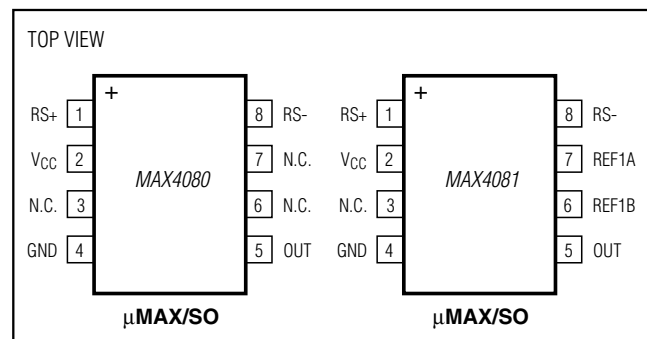 TOP VIEW
+ +
RS+ 1 8 RS- RS+ 1 8 RS-
VCC 2 7 N.C. VCC 2 7 REF1A
MAX4080 MAX4081
N.C. 3 6 N.C. N.C. 3 6 REF1B
GND 4 5 OUT GND 4 5 OUT
µMAX/SO µMAX/SO